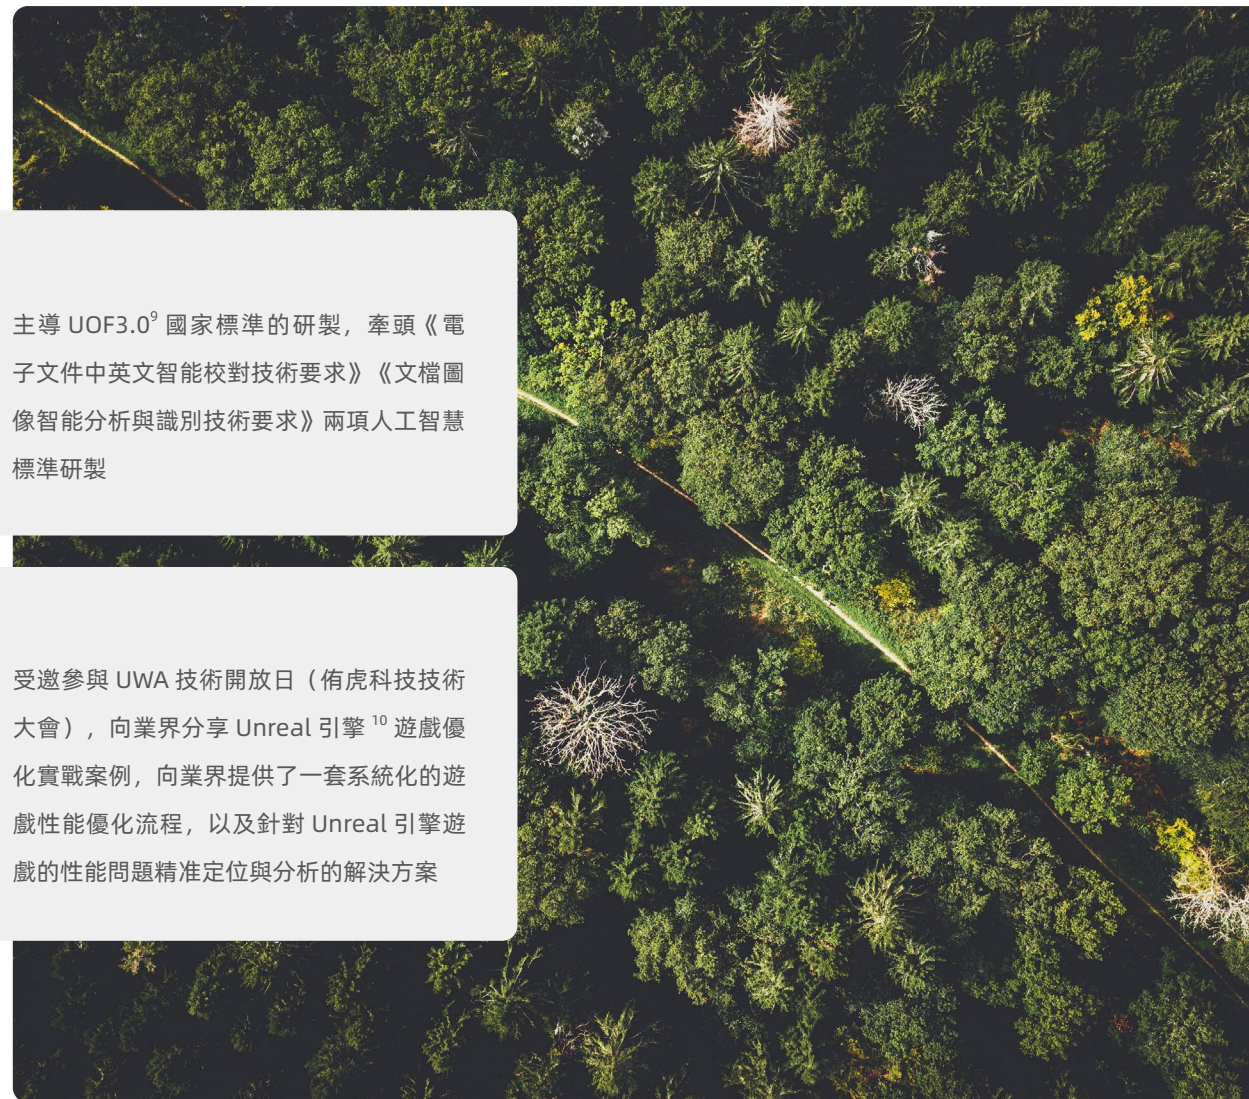 主導 UOF3.0⁹ 國家標準的研製，牽頭《電
子文件中英文智能校對技術要求》《文檔圖
像智能分析與識別技術要求》兩項人工智慧
標準研製
受邀參與 UWA 技術開放日（侑虎科技技術
大會），向業界分享 Unreal 引擎 ¹⁰ 遊戲優
化實戰案例，向業界提供了一套系統化的遊
戲性能優化流程，以及針對 Unreal 引擎遊
戲的性能問題精准定位與分析的解決方案